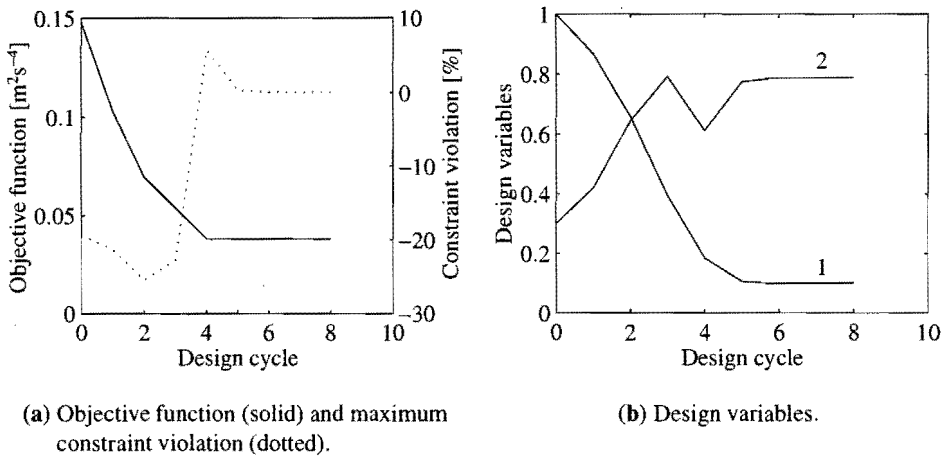 0.15
0.1
0.05
0
Objective function [m²s⁻⁴]
10
0
−10
−20
−30
Constraint violation [%]
0 2 4 6 8 10
Design cycle
(a) Objective function (solid) and maximum
constraint violation (dotted).
1
0.8
0.6
0.4
0.2
0
Design variables
2
1
0 2 4 6 8 10
Design cycle
(b) Design variables.